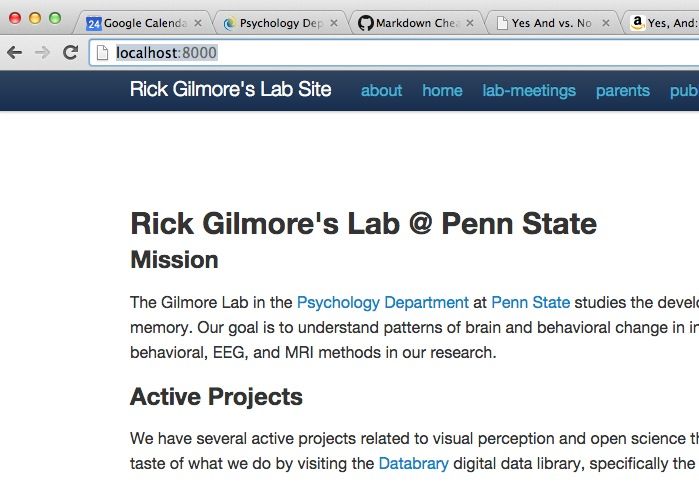 24 Google Calenda
Psychology Dep
Markdown Chea
Yes And vs. No
a Yes, And:
localhost:8000
Rick Gilmore's Lab Site about home lab-meetings parents pub
Rick Gilmore's Lab @ Penn State
Mission
The Gilmore Lab in the Psychology Department at Penn State studies the develo
memory. Our goal is to understand patterns of brain and behavioral change in in
behavioral, EEG, and MRI methods in our research.
Active Projects
We have several active projects related to visual perception and open science th
taste of what we do by visiting the Databrary digital data library, specifically the